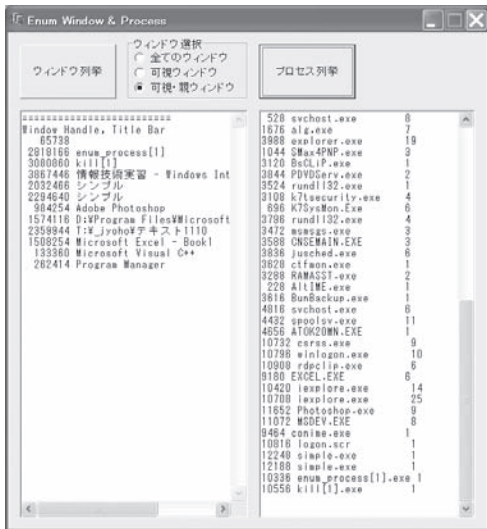 Enum Window & Process
ウィンドウ列挙
ウィンドウ選択
全てのウィンドウ
可視ウィンドウ
可視・親ウィンドウ
プロセス列挙
==========================
Window Handle, Title Bar
65738
2818166 enum_process[1]
3080860 kill[1]
3867446 情報技術実習 - Windows Int
2032466 シンプル
2294640 シンプル
984254 Adobe Photoshop
1574116 D:¥Program Files¥Microsoft
2359844 T:¥_jyoho¥テキスト1110
1508254 Microsoft Excel - Book1
133360 Microsoft Visual C++
262414 Program Manager
528 svchost.exe 8
1676 alg.exe 7
3988 explorer.exe 19
1044 SMax4PNP.exe 3
3120 BsCLiP.exe 1
3844 PDVDServ.exe 2
3524 rundll32.exe 1
3108 k7tsecurity.exe 4
696 K7SysMon.Exe 6
3796 rundll32.exe 4
3472 msmsgs.exe 3
3588 CNSEMAIN.EXE 3
3836 jusched.exe 6
3628 ctfmon.exe 1
3288 RAMASST.exe 2
228 AltIME.exe 1
3616 BunBackup.exe 1
4816 svchost.exe 6
4432 spoolsv.exe 11
4656 ATOK20MN.EXE 1
10732 csrss.exe 9
10796 winlogon.exe 10
10908 rdpclip.exe 6
9180 EXCEL.EXE 6
10420 iexplore.exe 14
10708 iexplore.exe 25
11652 Photoshop.exe 9
11072 MSDEV.EXE 8
9464 conime.exe 1
10816 logon.scr 1
12240 simple.exe 1
12188 simple.exe 1
10336 enum_process[1].exe 1
10556 kill[1].exe 1